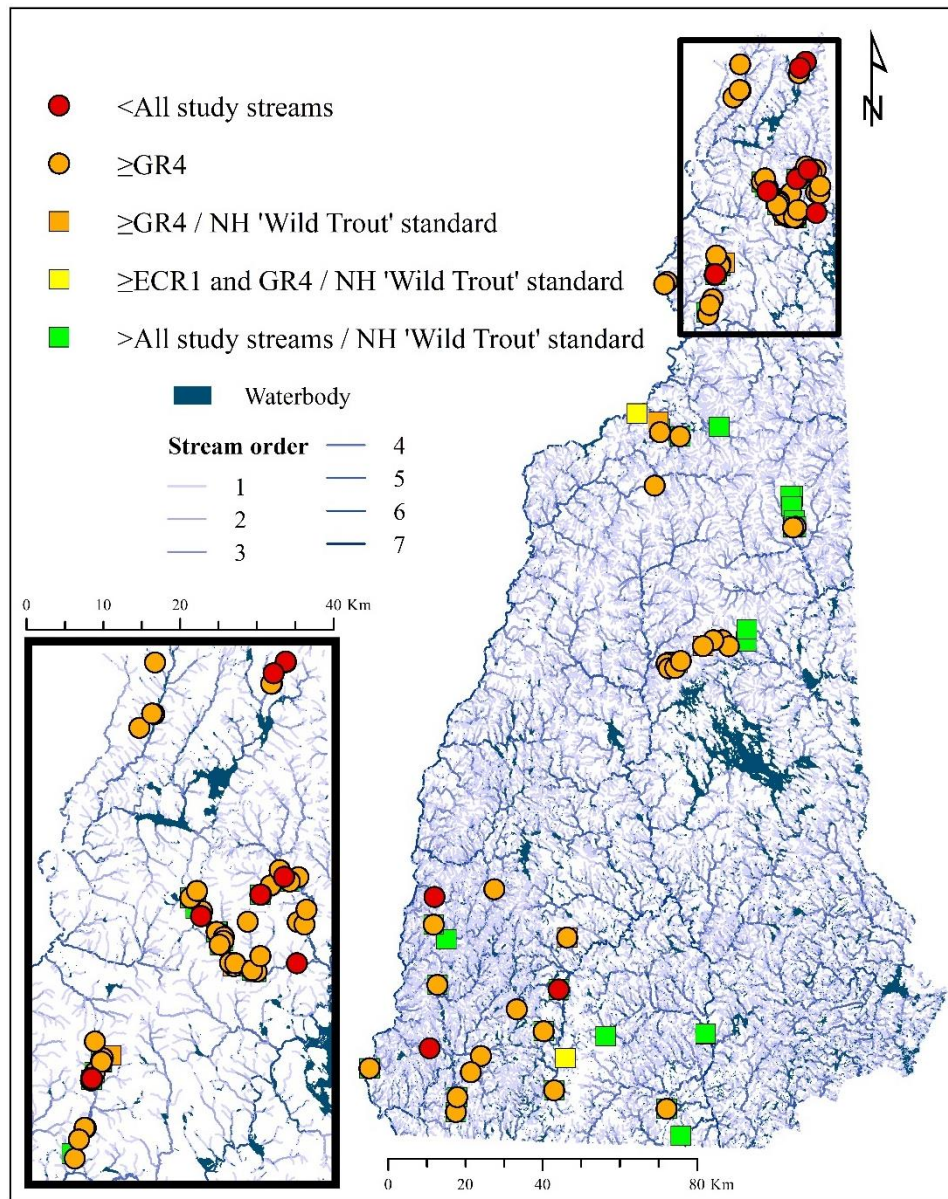 N
<All study streams
≥GR4
≥GR4 / NH 'Wild Trout' standard
≥ECR1 and GR4 / NH 'Wild Trout' standard
>All study streams / NH 'Wild Trout' standard
Waterbody
Stream order
1
2
3
4
5
6
7
0 10 20 40 Km
0 20 40 80 Km